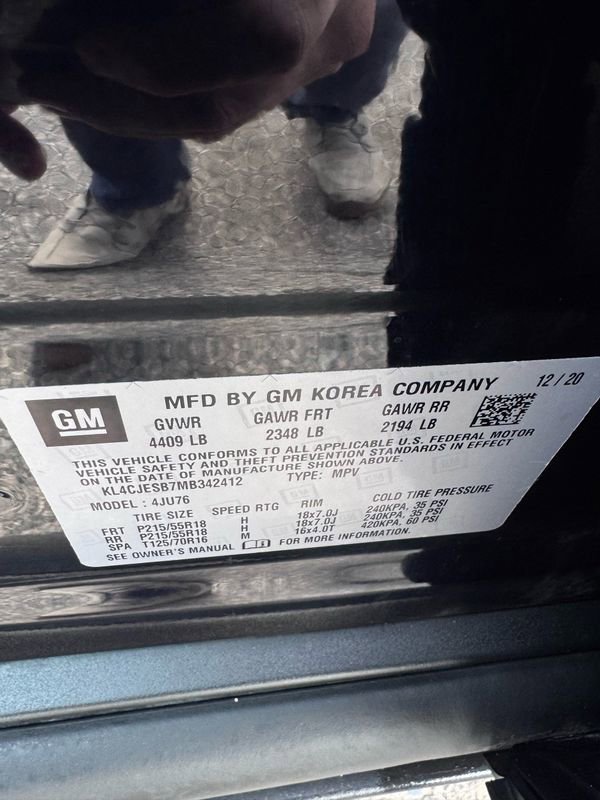 MFD BY GM KOREA COMPANY 12/20
GM
GVWR GAWR FRT GAWR RR
4409 LB 2348 LB 2194 LB
THIS VEHICLE CONFORMS TO ALL APPLICABLE U.S. FEDERAL MOTOR
VEHICLE SAFETY AND THEFT PREVENTION STANDARDS IN EFFECT
ON THE DATE OF MANUFACTURE SHOWN ABOVE.
KL4CJESB7MB342412 TYPE: MPV
MODEL : 4JU76
TIRE SIZE SPEED RTG RIM COLD TIRE PRESSURE
FRT P215/55R18 H 18x7.0J 240KPA, 35 PSI
RR P215/55R18 H 18x7.0J 240KPA, 35 PSI
SPA T125/70R16 M 16x4.0T 420KPA, 60 PSI
SEE OWNER'S MANUAL FOR MORE INFORMATION.